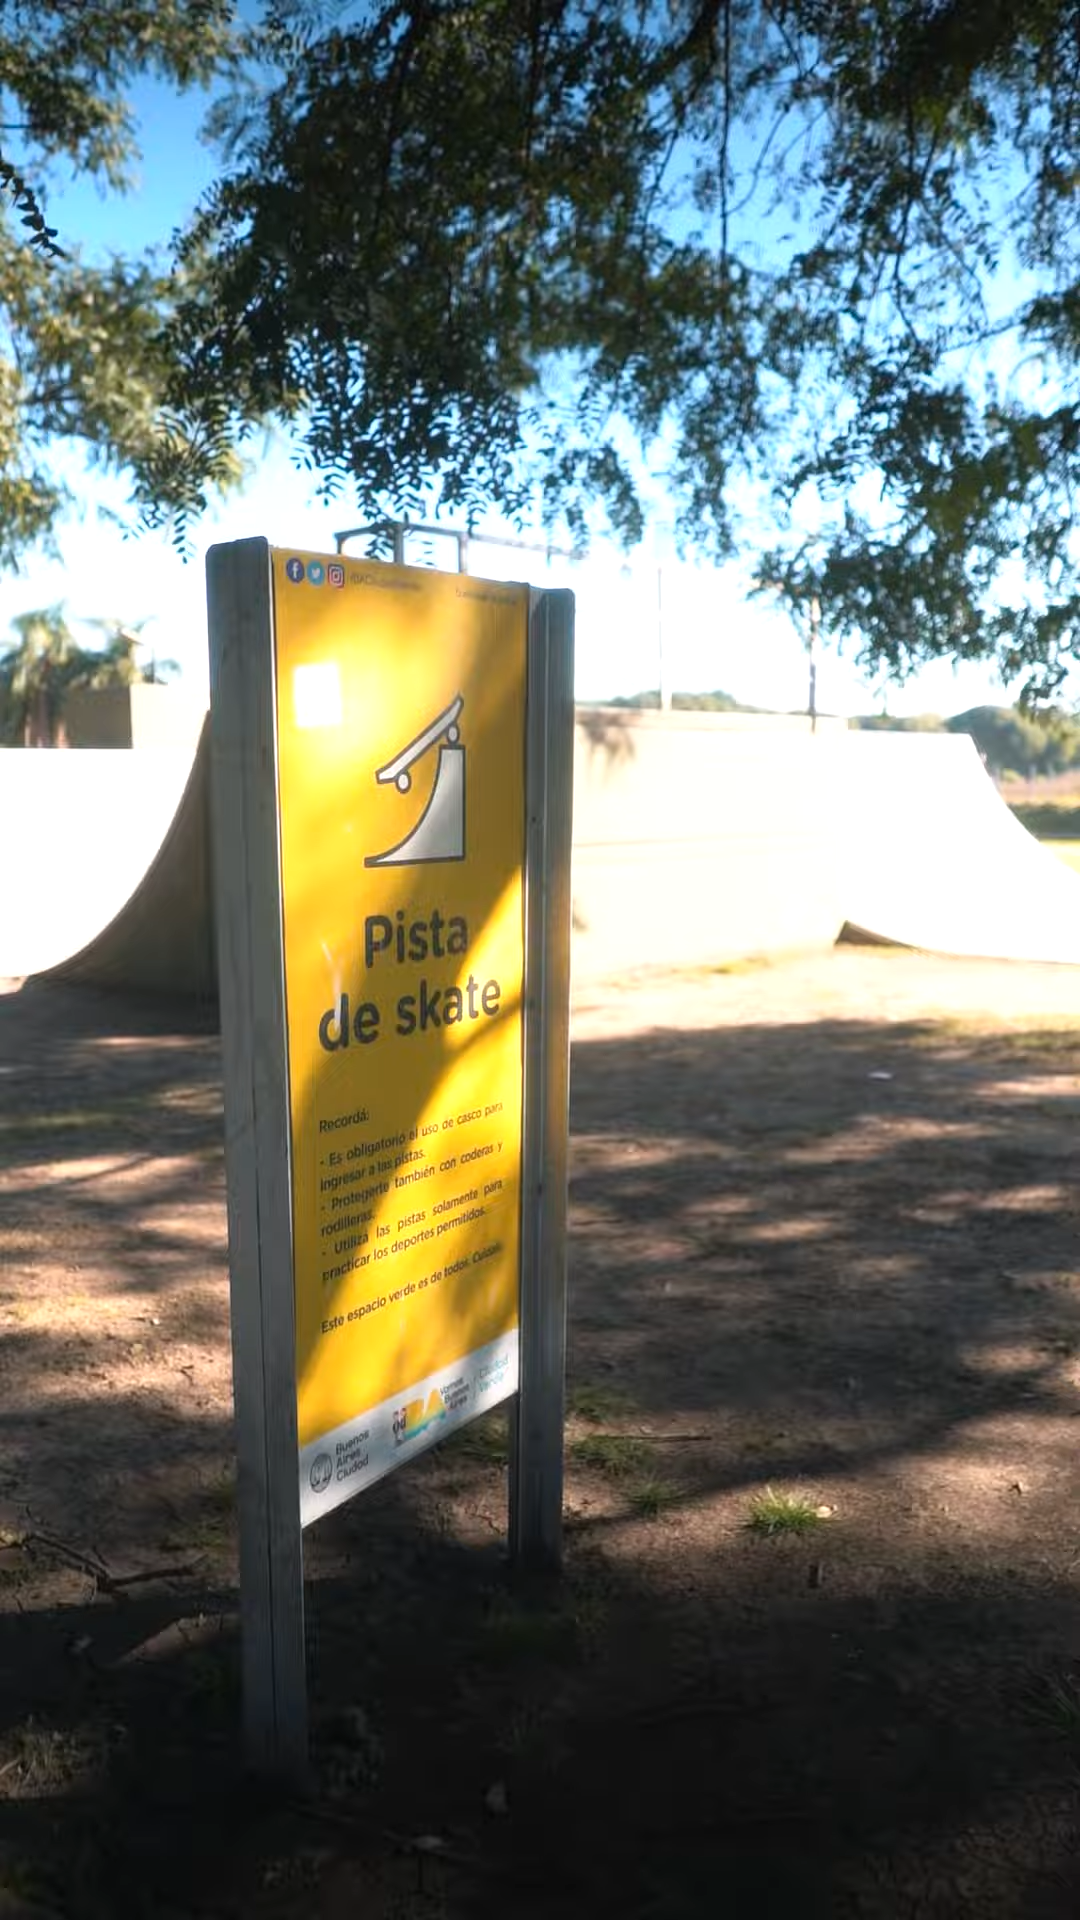 Pista
de skate
Recordá:
- Es obligatorio el uso de casco para
ingresar a las pistas.
- Protegerte también con coderas y
rodilleras.
- Utilizá las pistas solamente para
practicar los deportes permitidos.
Este espacio verde es de todos. Cuidalo.
Buenos
Aires
Ciudad
BA
Vamos
Buenos
Aires
Ciudad
Verde